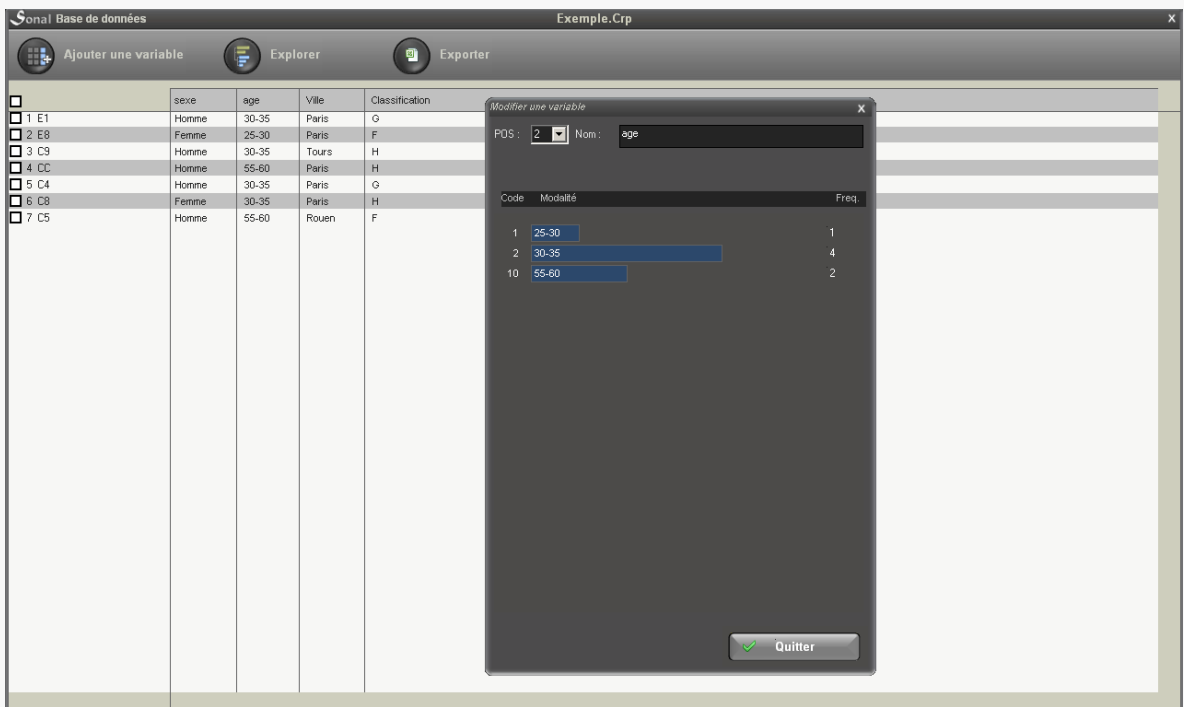 Sonal Base de données Exemple.Crp X
Ajouter une variable Explorer Exporter
sexe age Ville Classification
1 E1 Homme 30-35 Paris G
2 E8 Femme 25-30 Paris F
3 C9 Homme 30-35 Tours H
4 CC Homme 55-60 Paris H
5 C4 Homme 30-35 Paris G
6 C8 Femme 30-35 Paris H
7 C5 Homme 55-60 Rouen F
Modifier une variable X
POS : 2 Nom : age
Code Modalité Freq.
1 25-30 1
2 30-35 4
10 55-60 2
Quitter